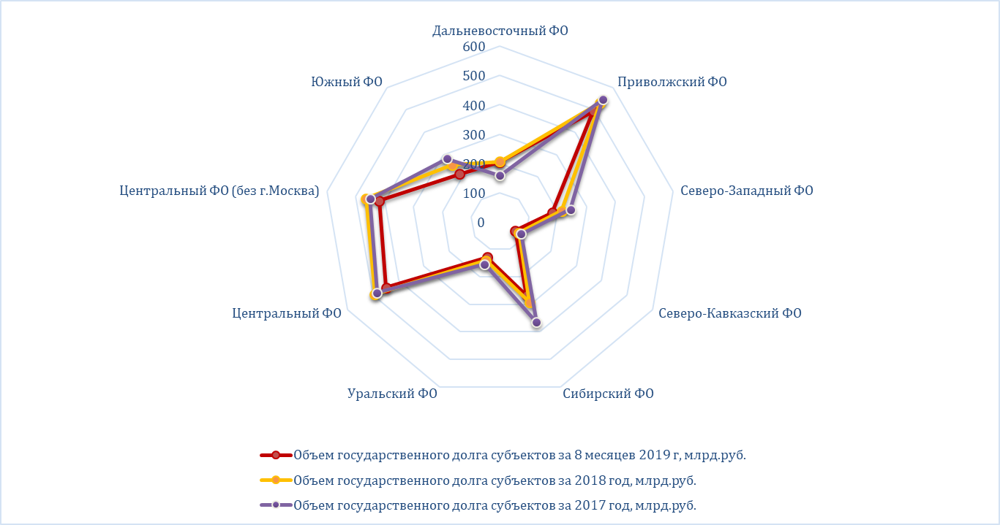 Дальневосточный ФО
600
Южный ФО
500
Приволжский ФО
400
300
200
Центральный ФО (без г.Москва)
100
Северо-Западный ФО
0
Центральный ФО
Северо-Кавказский ФО
Уральский ФО
Сибирский ФО
Объем государственного долга субъектов за 8 месяцев 2019 г, млрд.руб.
Объем государственного долга субъектов за 2018 год, млрд.руб.
Объем государственного долга субъектов за 2017 год, млрд.руб.